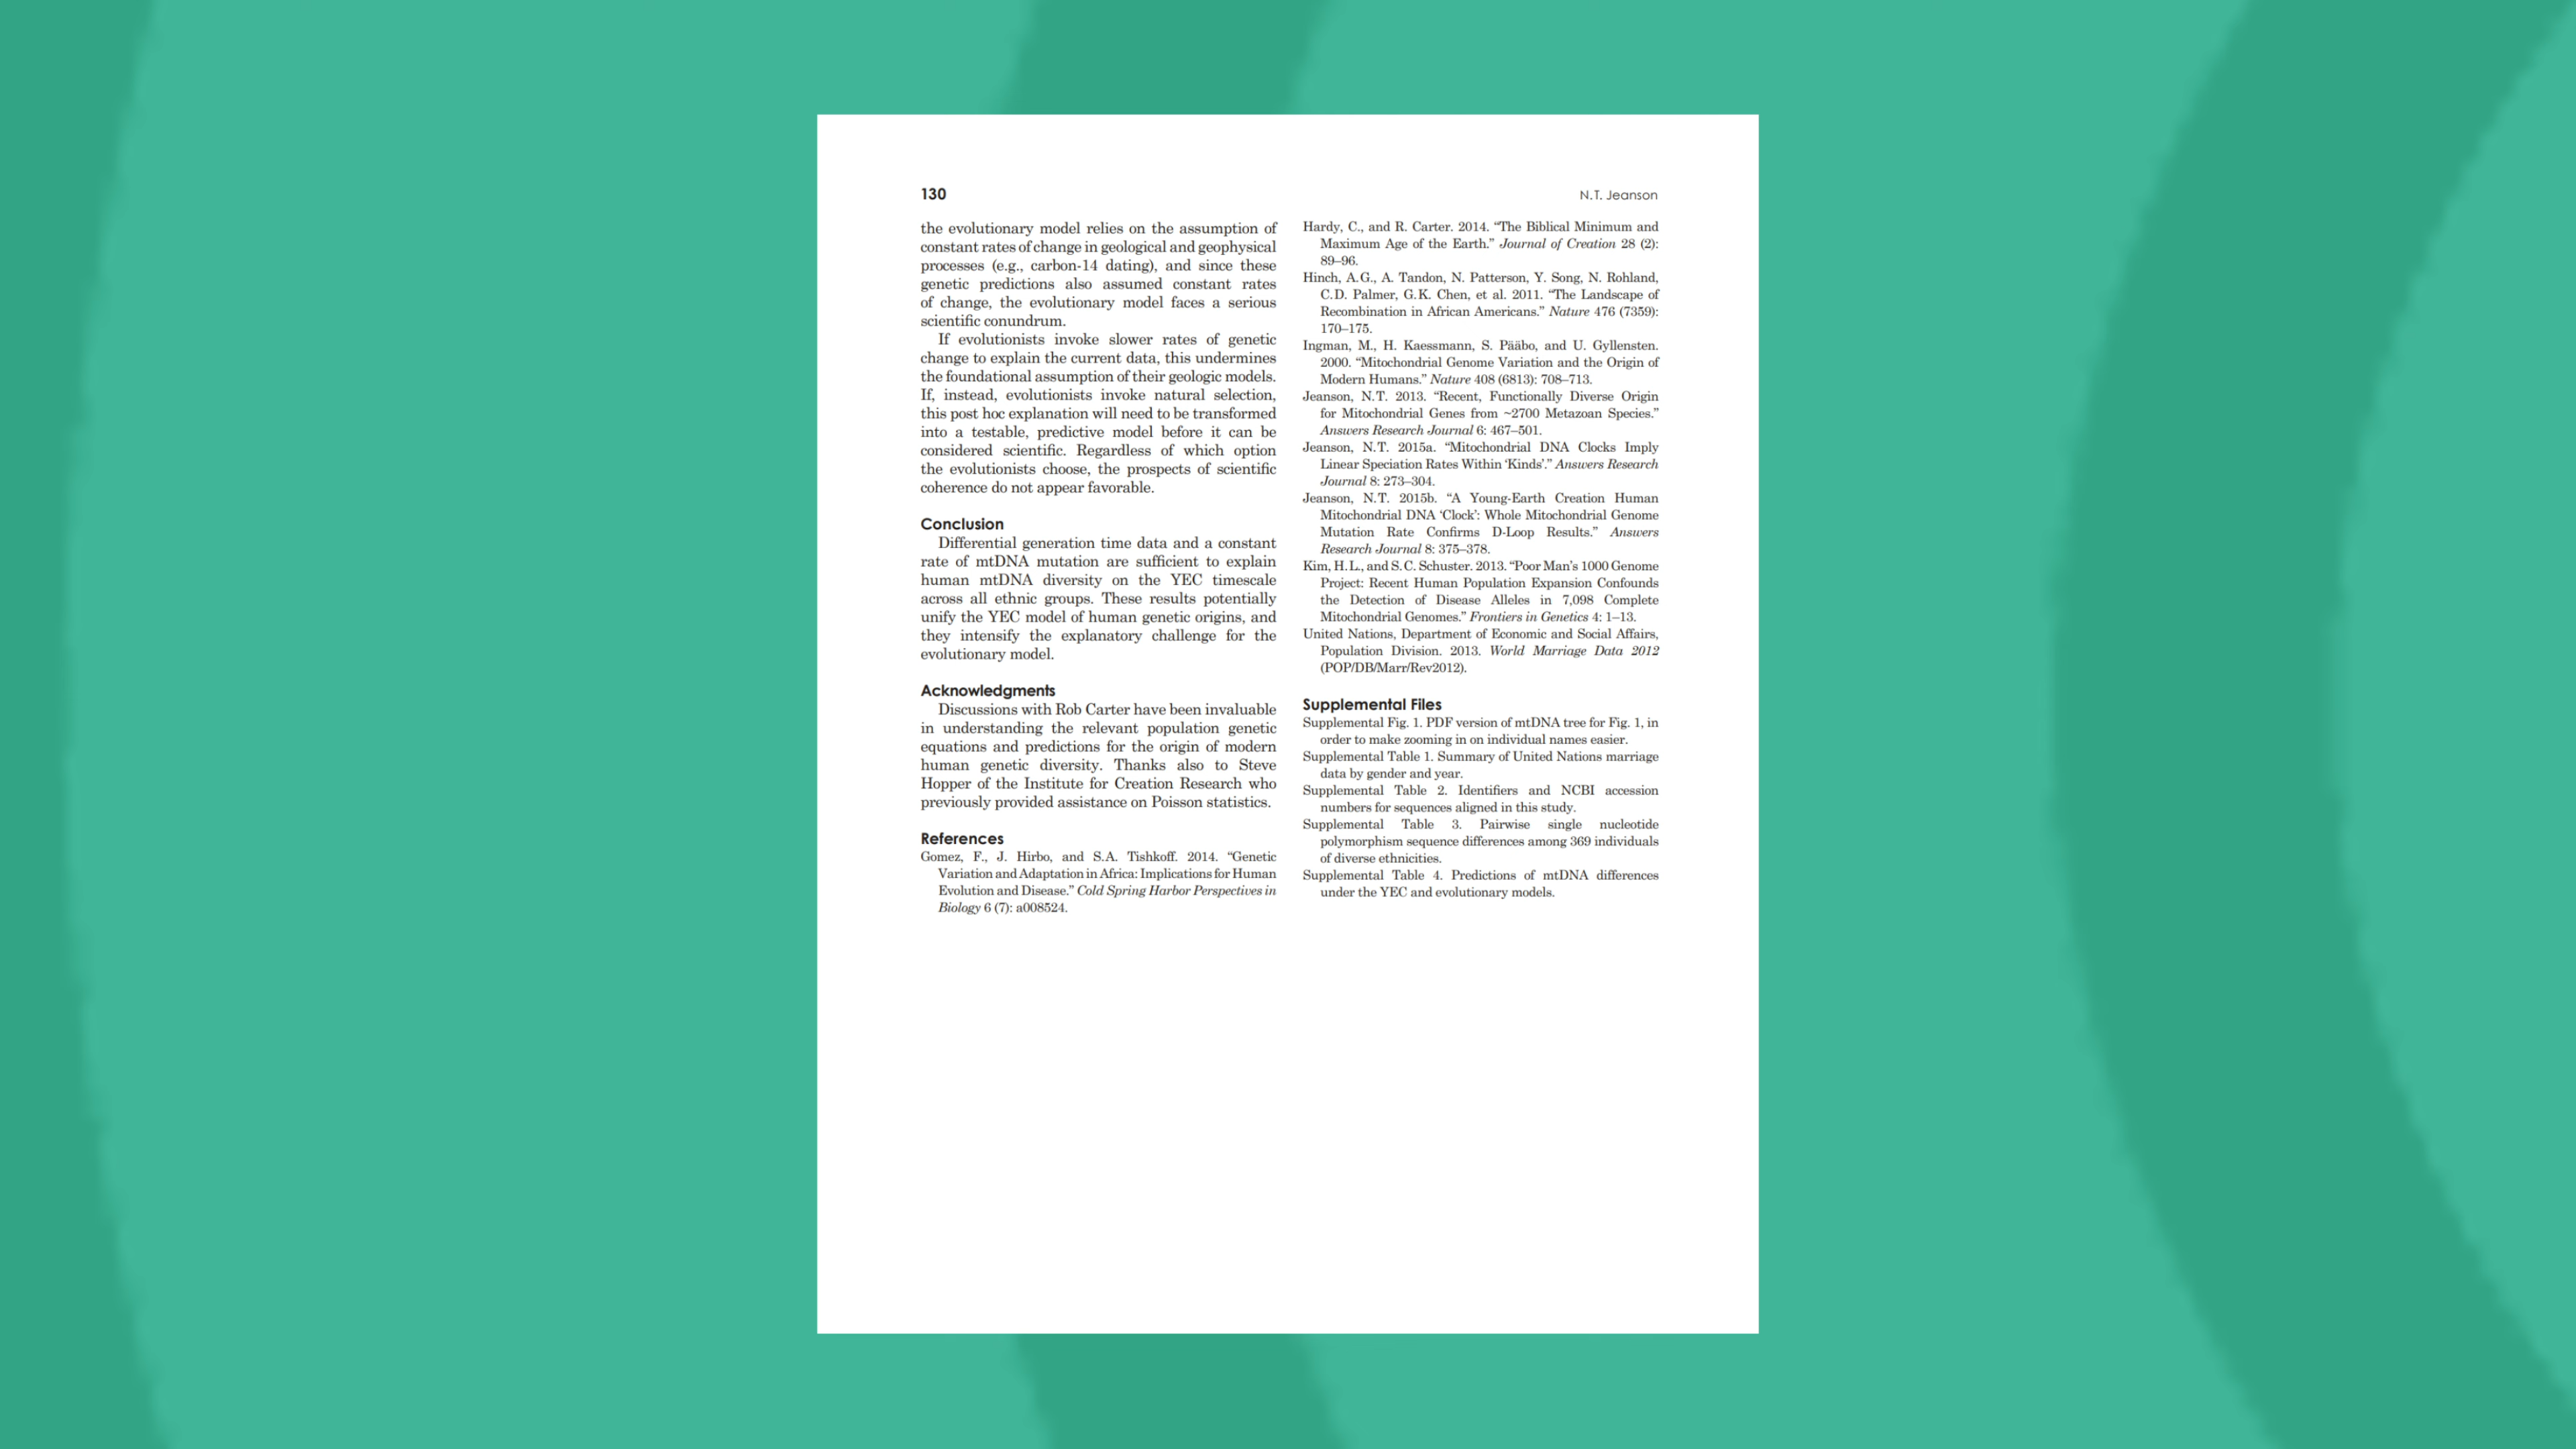 130
N.T. Jeanson
the evolutionary model relies on the assumption of
constant rates of change in geological and geophysical
processes (e.g., carbon-14 dating), and since these
genetic predictions also assumed constant rates
of change, the evolutionary model faces a serious
scientific conundrum.
If evolutionists invoke slower rates of genetic
change to explain the current data, this undermines
the foundational assumption of their geologic models.
If, instead, evolutionists invoke natural selection,
this post hoc explanation will need to be transformed
into a testable, predictive model before it can be
considered scientific. Regardless of which option
the evolutionists choose, the prospects of scientific
coherence do not appear favorable.
Conclusion
Differential generation time data and a constant
rate of mtDNA mutation are sufficient to explain
human mtDNA diversity on the YEC timescale
across all ethnic groups. These results potentially
unify the YEC model of human genetic origins, and
they intensify the explanatory challenge for the
evolutionary model.
Acknowledgments
Discussions with Rob Carter have been invaluable
in understanding the relevant population genetic
equations and predictions for the origin of modern
human genetic diversity. Thanks also to Steve
Hopper of the Institute for Creation Research who
previously provided assistance on Poisson statistics.
References
Gomez, F., J. Hirbo, and S.A. Tishkoff. 2014. “Genetic
Variation and Adaptation in Africa: Implications for Human
Evolution and Disease.” Cold Spring Harbor Perspectives in
Biology 6 (7): a008524.
Hardy, C., and R. Carter. 2014. “The Biblical Minimum and
Maximum Age of the Earth.” Journal of Creation 28 (2):
89–96.
Hinch, A.G., A. Tandon, N. Patterson, Y. Song, N. Rohland,
C.D. Palmer, G.K. Chen, et al. 2011. “The Landscape of
Recombination in African Americans.” Nature 476 (7359):
170–175.
Ingman, M., H. Kaessmann, S. Pääbo, and U. Gyllensten.
2000. “Mitochondrial Genome Variation and the Origin of
Modern Humans.” Nature 408 (6813): 708–713.
Jeanson, N.T. 2013. “Recent, Functionally Diverse Origin
for Mitochondrial Genes from ~2700 Metazoan Species.”
Answers Research Journal 6: 467–501.
Jeanson, N.T. 2015a. “Mitochondrial DNA Clocks Imply
Linear Speciation Rates Within ‘Kinds’.” Answers Research
Journal 8: 273–304.
Jeanson, N.T. 2015b. “A Young-Earth Creation Human
Mitochondrial DNA ‘Clock’: Whole Mitochondrial Genome
Mutation Rate Confirms D-Loop Results.” Answers
Research Journal 8: 375–378.
Kim, H.L., and S.C. Schuster. 2013. “Poor Man’s 1000 Genome
Project: Recent Human Population Expansion Confounds
the Detection of Disease Alleles in 7,098 Complete
Mitochondrial Genomes.” Frontiers in Genetics 4: 1–13.
United Nations, Department of Economic and Social Affairs,
Population Division. 2013. World Marriage Data 2012
(POP/DB/Marr/Rev2012).
Supplemental Files
Supplemental Fig. 1. PDF version of mtDNA tree for Fig. 1, in
order to make zooming in on individual names easier.
Supplemental Table 1. Summary of United Nations marriage
data by gender and year.
Supplemental Table 2. Identifiers and NCBI accession
numbers for sequences aligned in this study.
Supplemental Table 3. Pairwise single nucleotide
polymorphism sequence differences among 369 individuals
of diverse ethnicities.
Supplemental Table 4. Predictions of mtDNA differences
under the YEC and evolutionary models.